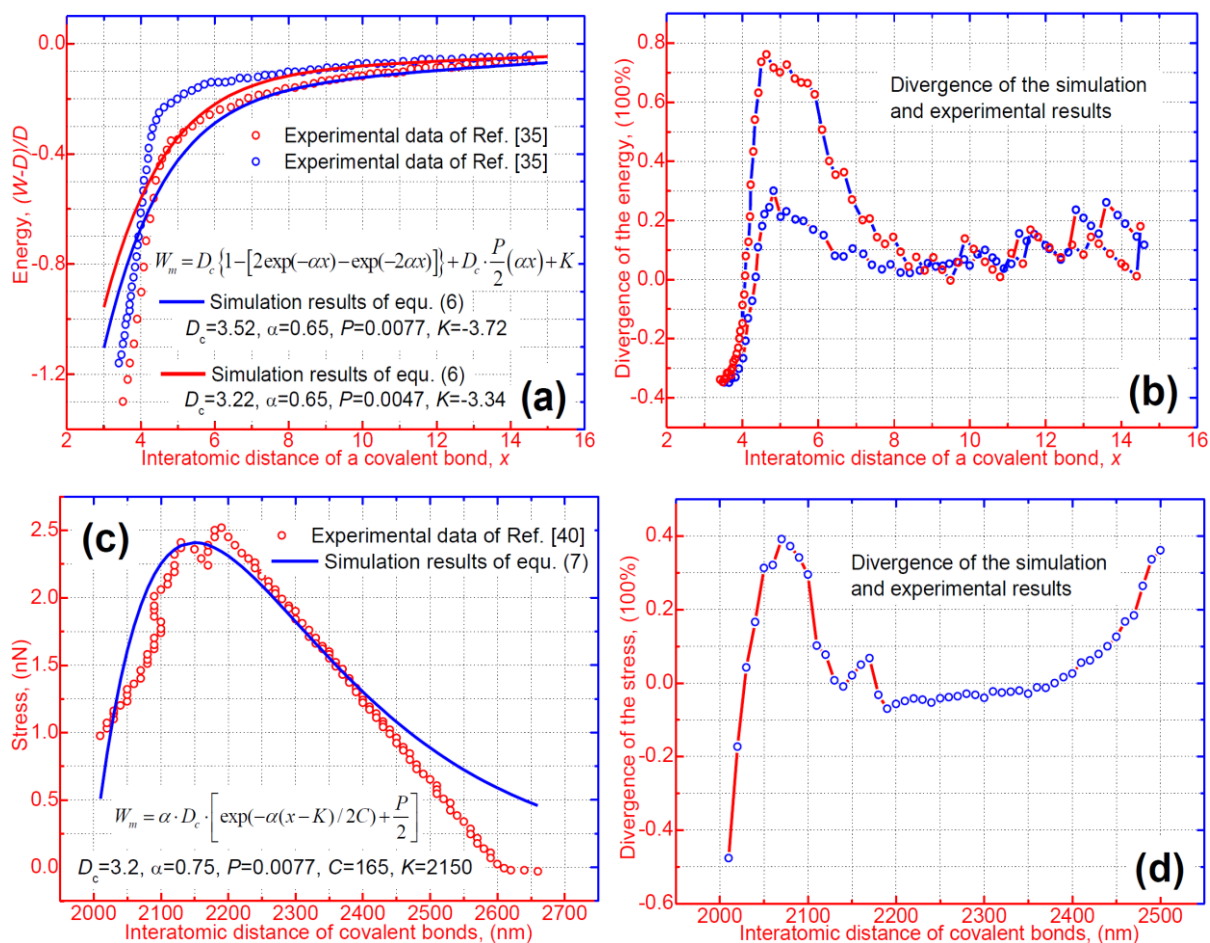 0.0
-0.4
-0.8
-1.2
Energy, (W-D)/D
Experimental data of Ref. [35]
Experimental data of Ref. [35]
W_m = D_c {1-[2exp(-αx)-exp(-2αx)]}+D_c · P/2 (αx)+K
Simulation results of equ. (6)
D_c=3.52, α=0.65, P=0.0077, K=-3.72
Simulation results of equ. (6)
D_c=3.22, α=0.65, P=0.0047, K=-3.34
(a)
2 4 6 8 10 12 14 16
Interatomic distance of a covalent bond, x
0.8
0.6
0.4
0.2
0.0
-0.2
-0.4
Divergence of the energy, (100%)
Divergence of the simulation
and experimental results
(b)
2 4 6 8 10 12 14 16
Interatomic distance of a covalent bond, x
(c)
2.5
2.0
1.5
1.0
0.5
0.0
Stress, (nN)
Experimental data of Ref. [40]
Simulation results of equ. (7)
W_m = α · D_c · [exp(-α(x-K)/2C)+P/2]
D_c=3.2, α=0.75, P=0.0077, C=165, K=2150
2000 2100 2200 2300 2400 2500 2600 2700
Interatomic distance of covalent bonds, (nm)
0.4
0.2
0.0
-0.2
-0.4
-0.6
Divergence of the stress, (100%)
Divergence of the simulation
and experimental results
(d)
2000 2100 2200 2300 2400 2500
Interatomic distance of covalent bonds, (nm)